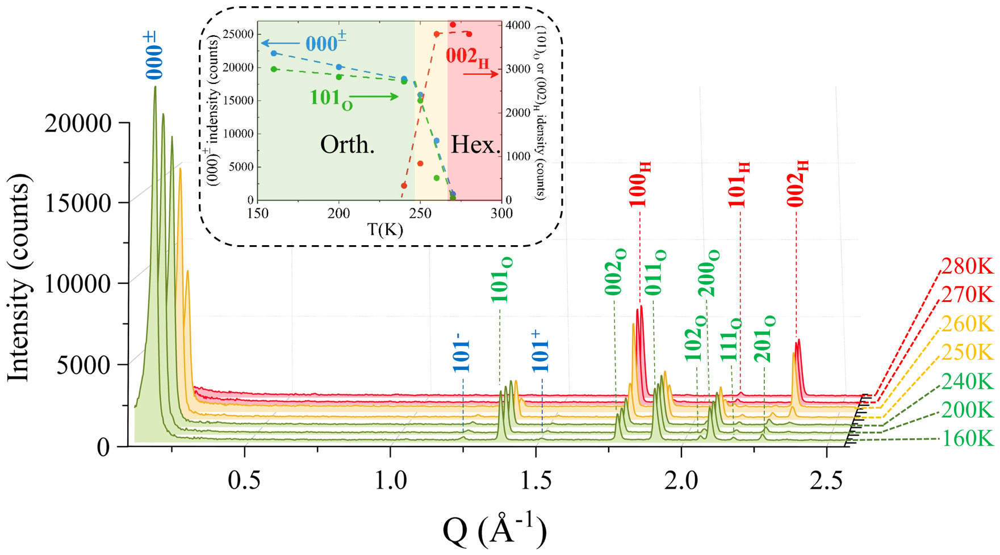 25000
20000
15000
10000
5000
0
(000)± indensity (counts)
4000
3000
2000
1000
0
(101)O or (002)H idensity (counts)
000±
101O
002H
Orth.
Hex.
150
200
250
300
T(K)
000±
20000
15000
10000
5000
0
Intensity (counts)
101-
101O
101+
002O
100H
011O
102O
200O
111O
101H
201O
002H
280K
270K
260K
250K
240K
200K
160K
0.5
1.0
1.5
2.0
2.5
Q (Å-1)